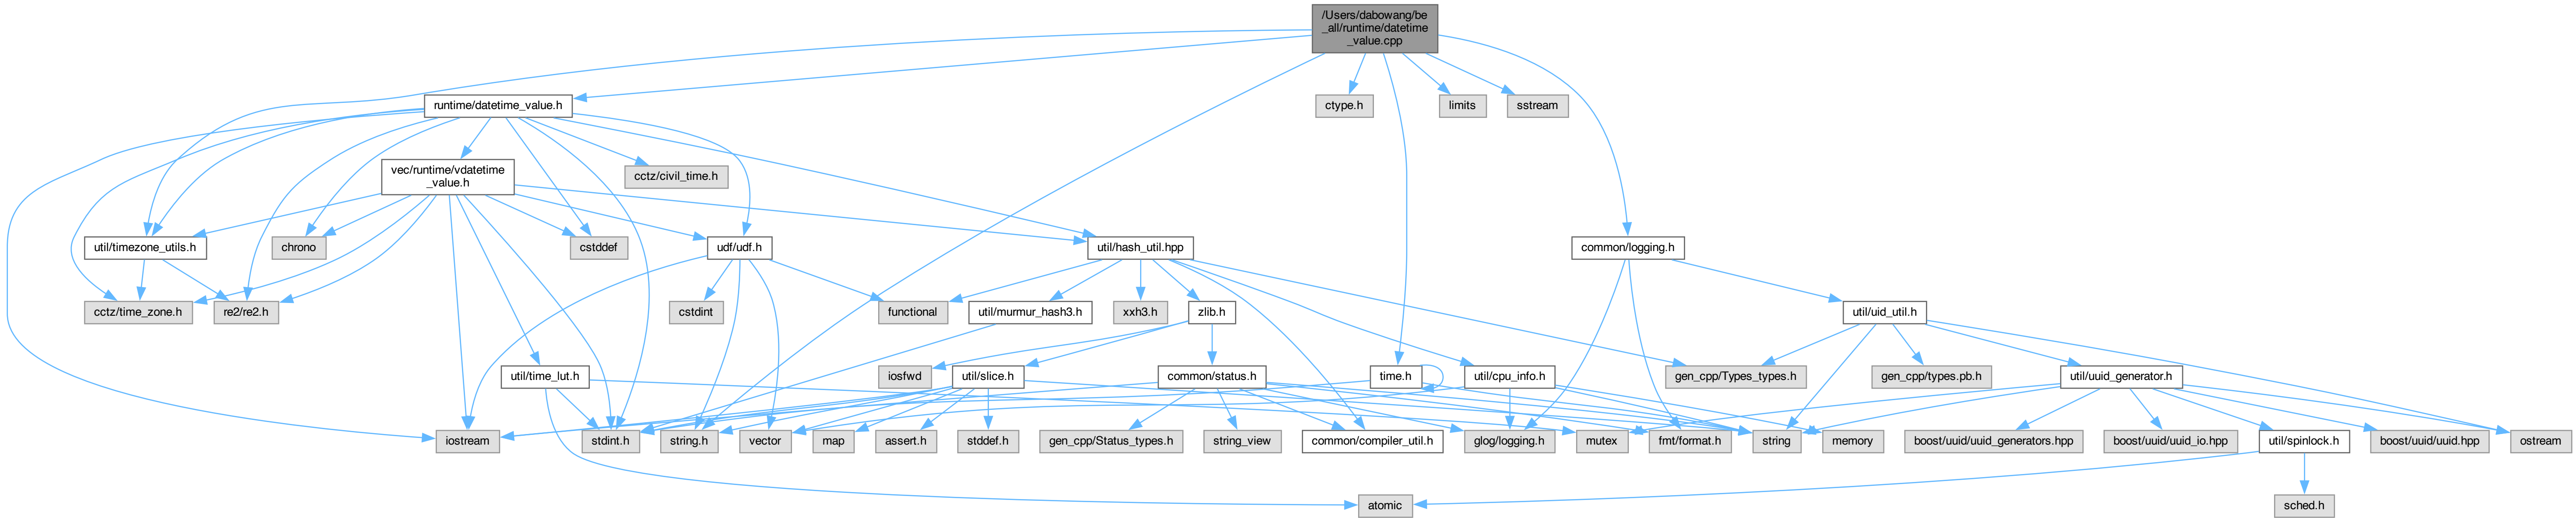 /Users/dabowang/be
_all/runtime/datetime
_value.cpp
runtime/datetime_value.h
ctype.h
limits
sstream
vec/runtime/vdatetime
_value.h
cctz/civil_time.h
util/timezone_utils.h
chrono
cstddef
udf/udf.h
util/hash_util.hpp
common/logging.h
cctz/time_zone.h
re2/re2.h
cstdint
functional
util/murmur_hash3.h
xxh3.h
zlib.h
util/uid_util.h
util/time_lut.h
iosfwd
util/slice.h
common/status.h
time.h
util/cpu_info.h
gen_cpp/Types_types.h
gen_cpp/types.pb.h
util/uuid_generator.h
iostream
stdint.h
string.h
vector
map
assert.h
stddef.h
gen_cpp/Status_types.h
string_view
common/compiler_util.h
glog/logging.h
mutex
fmt/format.h
string
memory
boost/uuid/uuid_generators.hpp
boost/uuid/uuid_io.hpp
util/spinlock.h
boost/uuid/uuid.hpp
ostream
atomic
sched.h